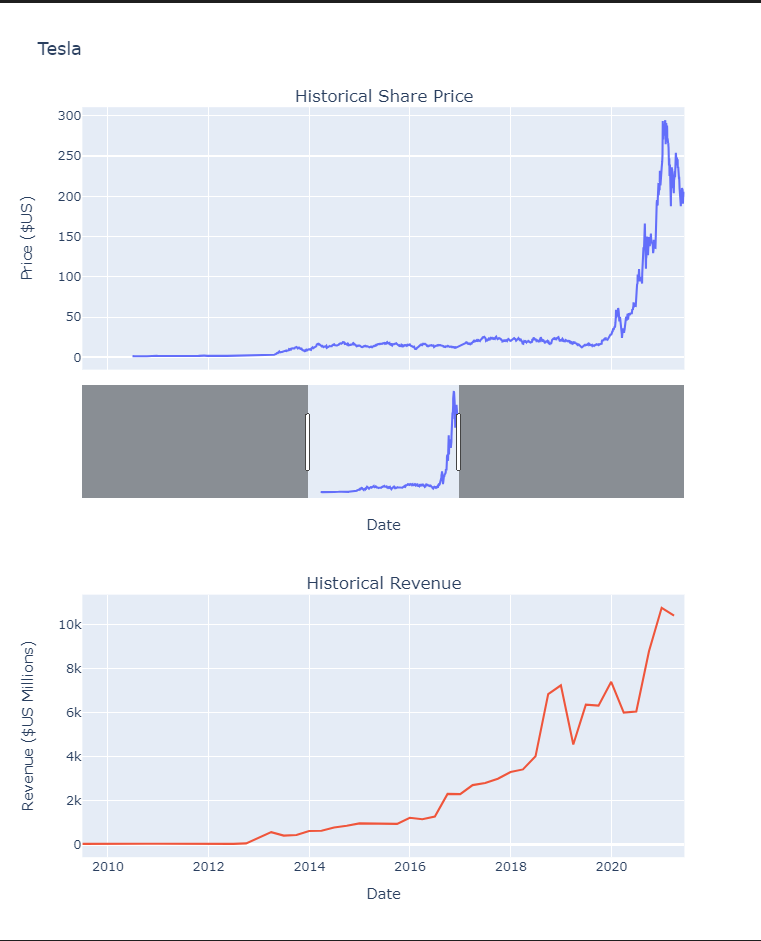 Tesla
Historical Share Price
300
250
200
150
100
50
0
Price ($US)
Date
Historical Revenue
10k
8k
6k
4k
2k
0
Revenue ($US Millions)
2010 2012 2014 2016 2018 2020
Date